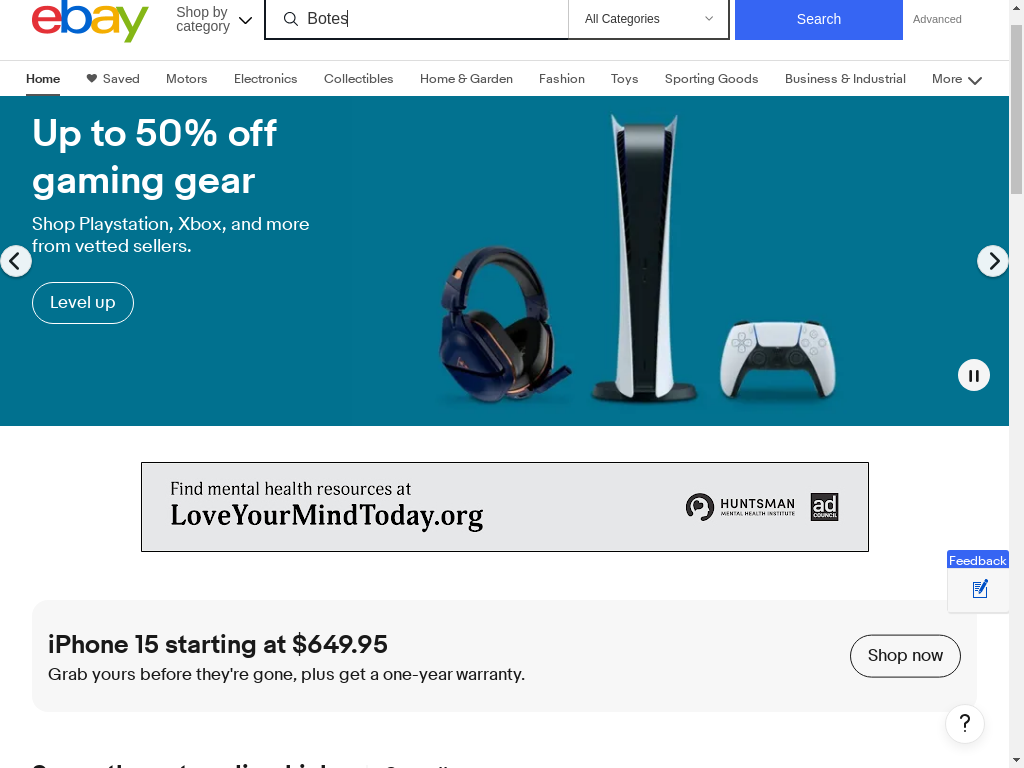 ebay
Shop by
category
Botes
All Categories
Search
Advanced
Home
Saved
Motors
Electronics
Collectibles
Home & Garden
Fashion
Toys
Sporting Goods
Business & Industrial
More
Up to 50% off
gaming gear
Shop Playstation, Xbox, and more
from vetted sellers.
Level up
Find mental health resources at
LoveYourMindToday.org
HUNTSMAN
MENTAL HEALTH INSTITUTE
ad
COUNCIL
Feedback
iPhone 15 starting at $649.95
Grab yours before they're gone, plus get a one-year warranty.
Shop now
?